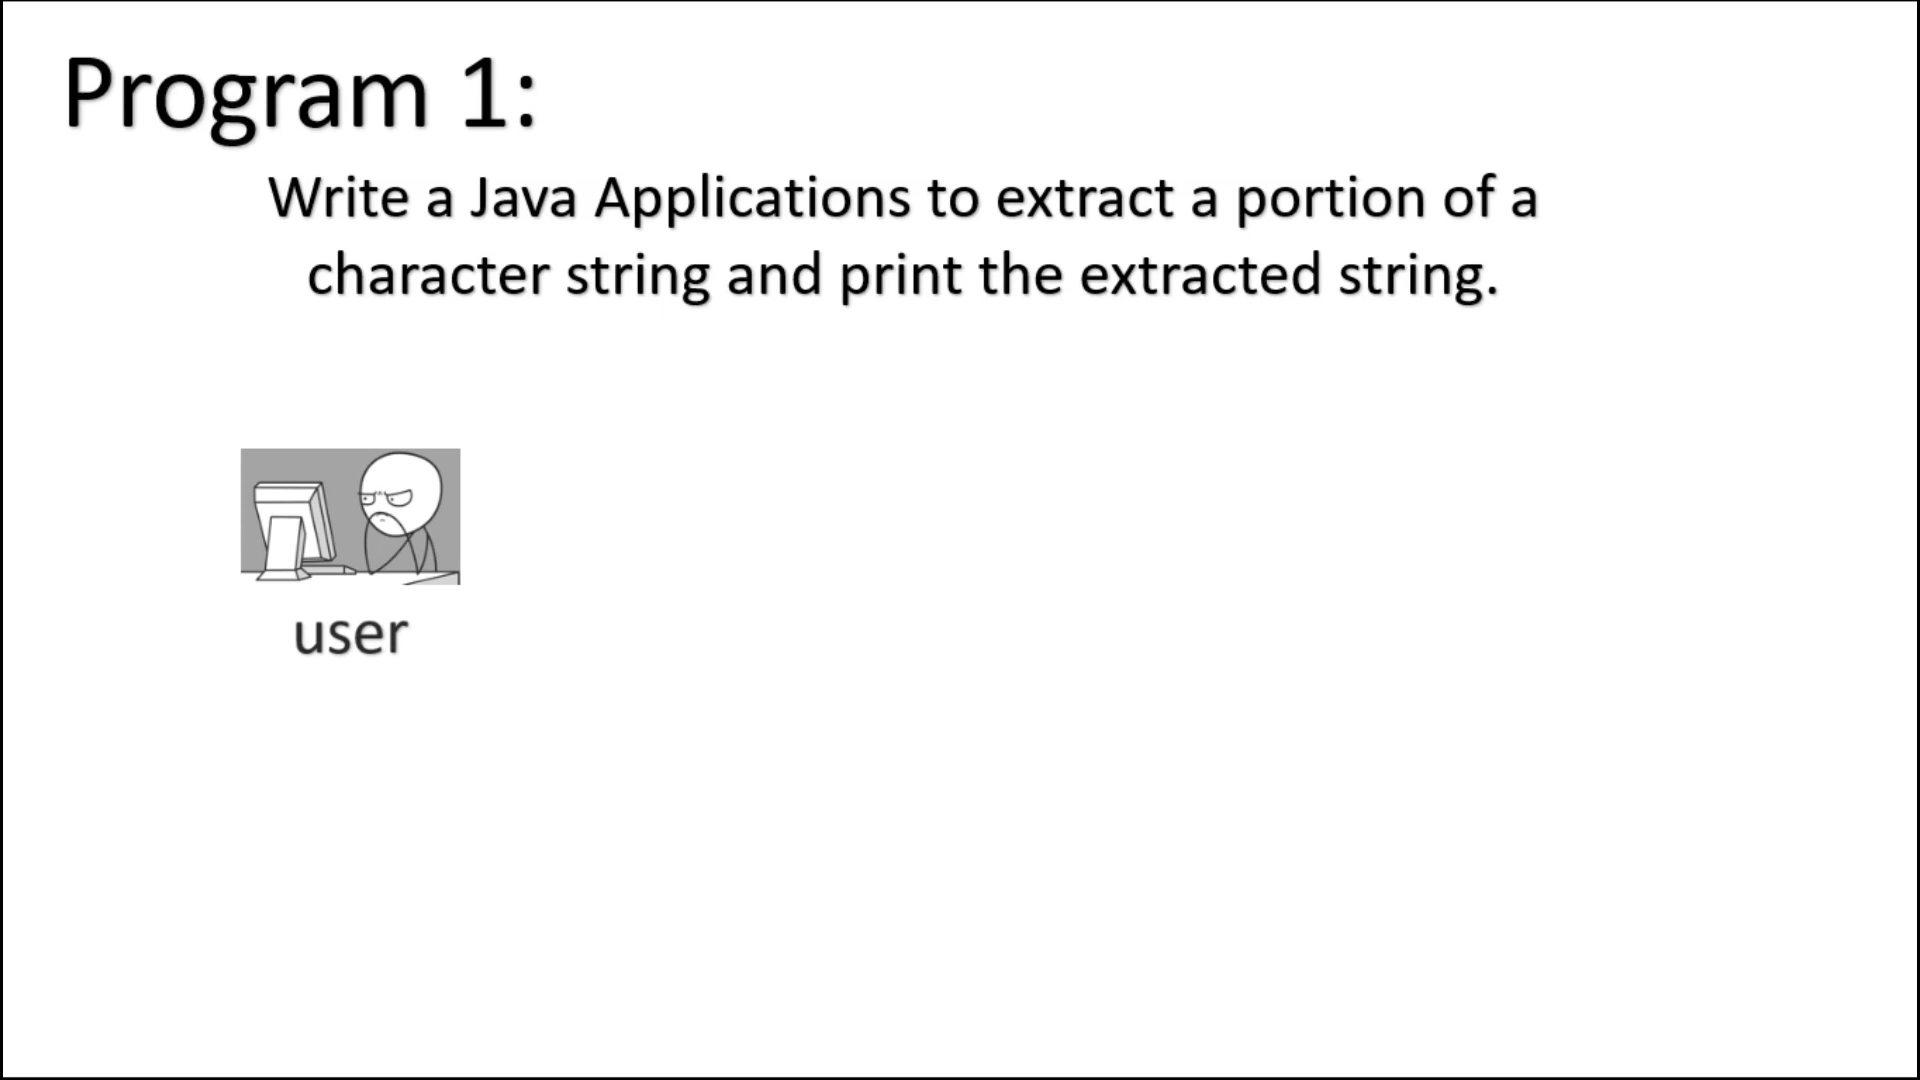 Program 1:
Write a Java Applications to extract a portion of a
character string and print the extracted string.
user